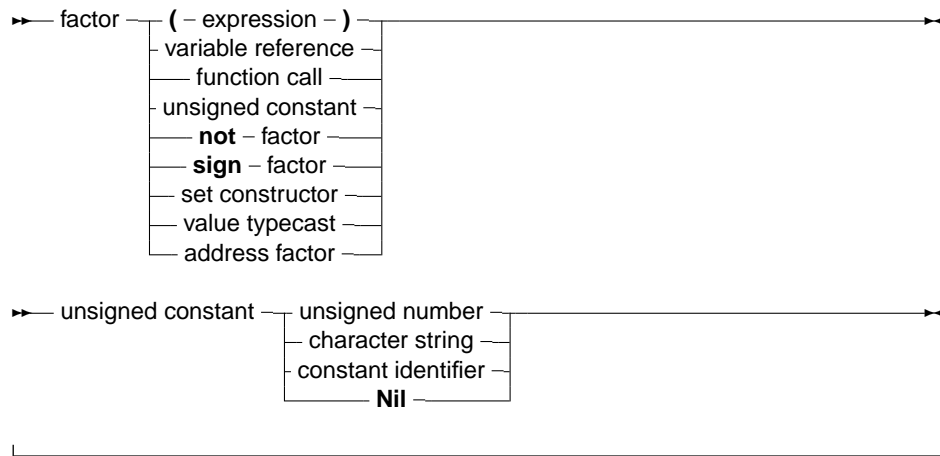 factor ( expression )
variable reference
function call
unsigned constant
not factor
sign factor
set constructor
value typecast
address factor
unsigned constant unsigned number
character string
constant identifier
Nil